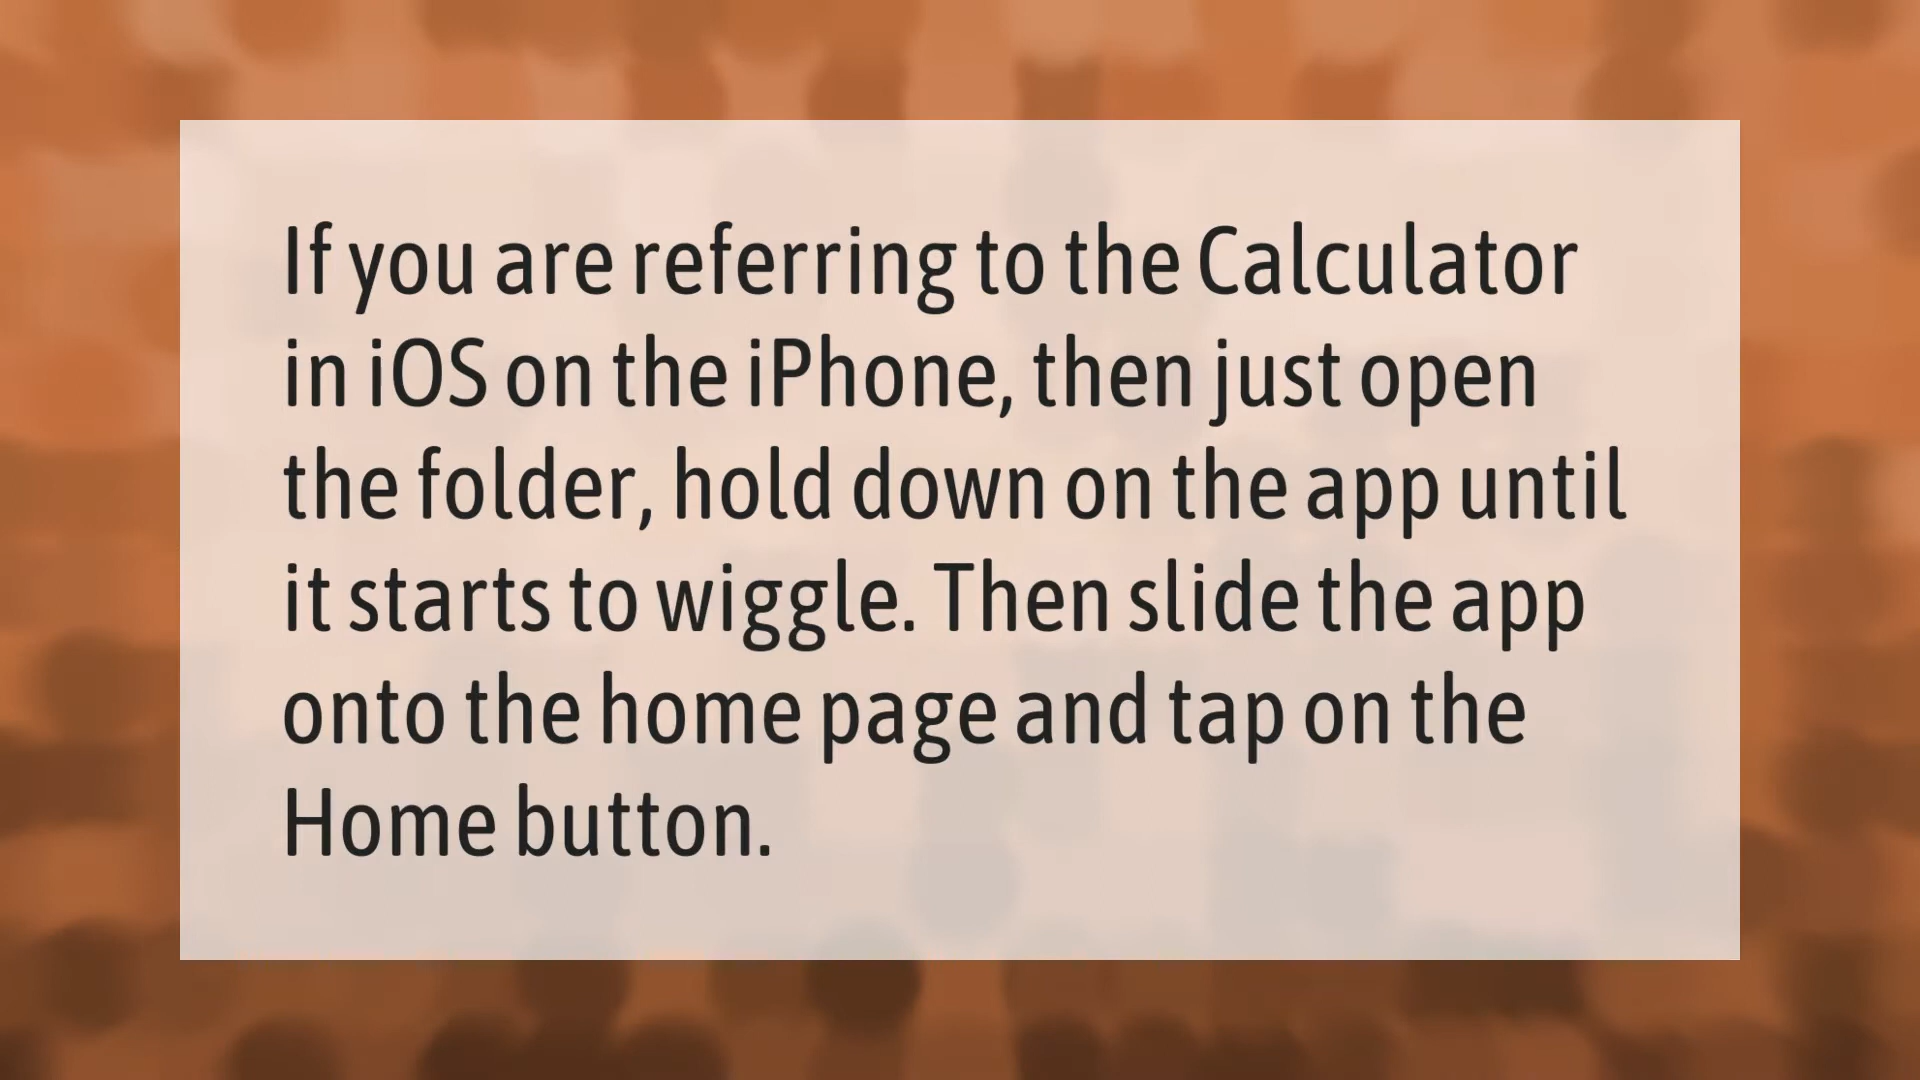 If you are referring to the Calculator
in iOS on the iPhone, then just open
the folder, hold down on the app until
it starts to wiggle. Then slide the app
onto the home page and tap on the
Home button.